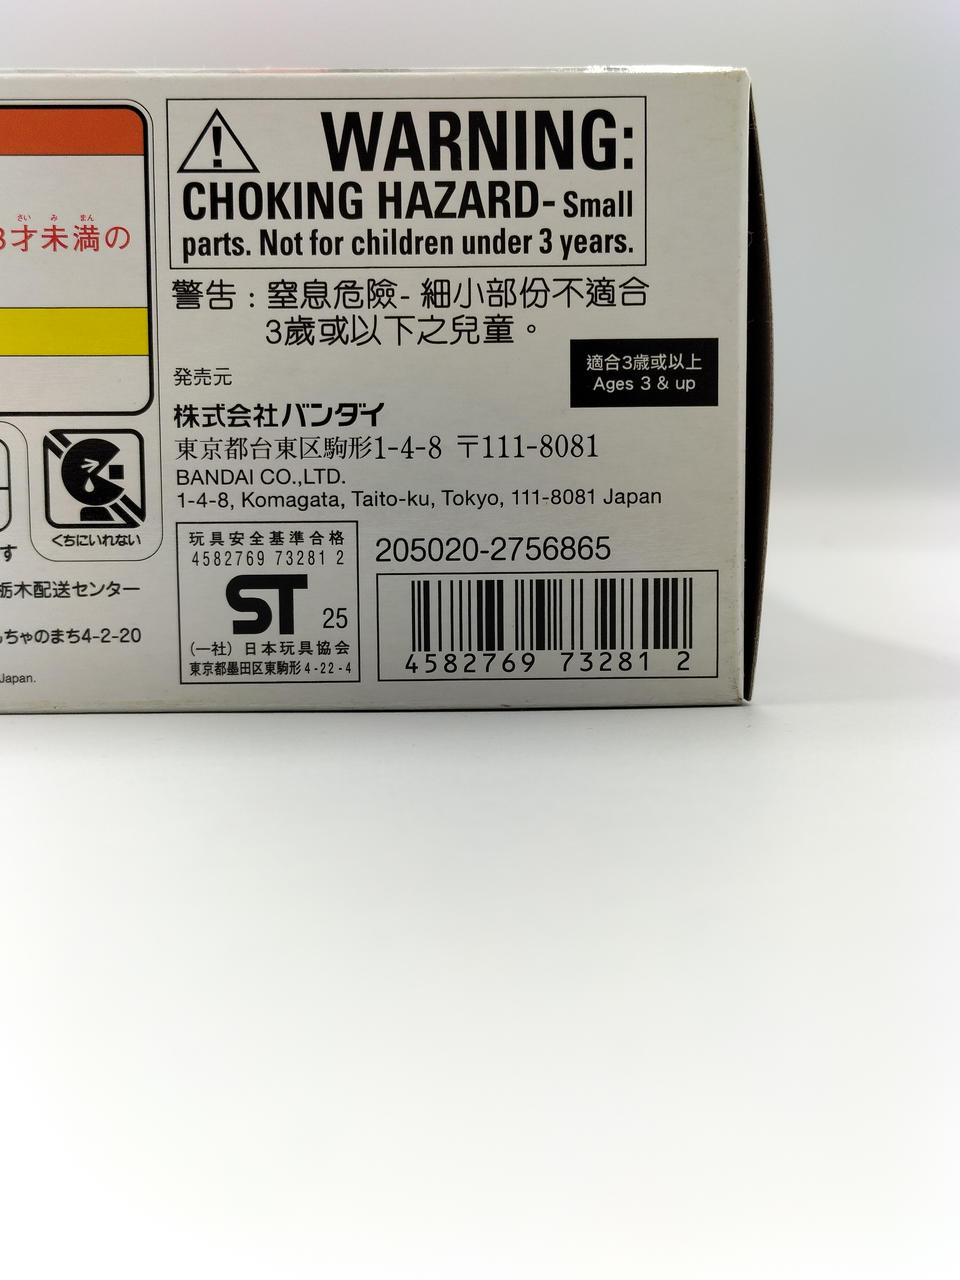 さい み まん
3才未満の
くちにいれない
す
栃木配送センター
ちゃのまち4-2-20
Japan.
WARNING:
CHOKING HAZARD- Small
parts. Not for children under 3 years.
警告：窒息危險- 細小部份不適合
3歲或以下之兒童。
適合3歳或以上
Ages 3 & up
発売元
株式会社バンダイ
東京都台東区駒形1-4-8 〒111-8081
BANDAI CO.,LTD.
1-4-8, Komagata, Taito-ku, Tokyo, 111-8081 Japan
玩具安全基準合格
4582769 73281 2
ST 25
(一社) 日本玩具協会
東京都墨田区東駒形4-22-4
205020-2756865
4582769 73281 2